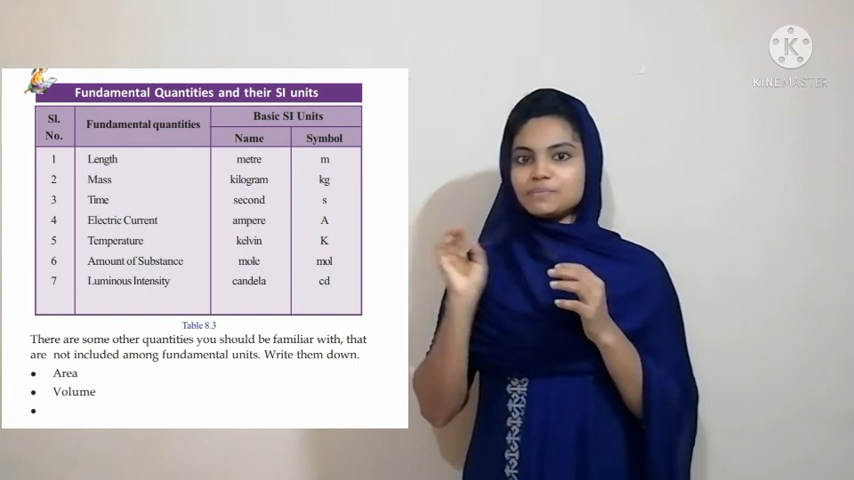 Fundamental Quantities and their SI units
Sl. No. Fundamental quantities Basic SI Units
Name Symbol
1 Length metre m
2 Mass kilogram kg
3 Time second s
4 Electric Current ampere A
5 Temperature kelvin K
6 Amount of Substance mole mol
7 Luminous Intensity candela cd
Table 8.3
There are some other quantities you should be familiar with, that
are not included among fundamental units. Write them down.
• Area
• Volume
•
K
KINEMASTER